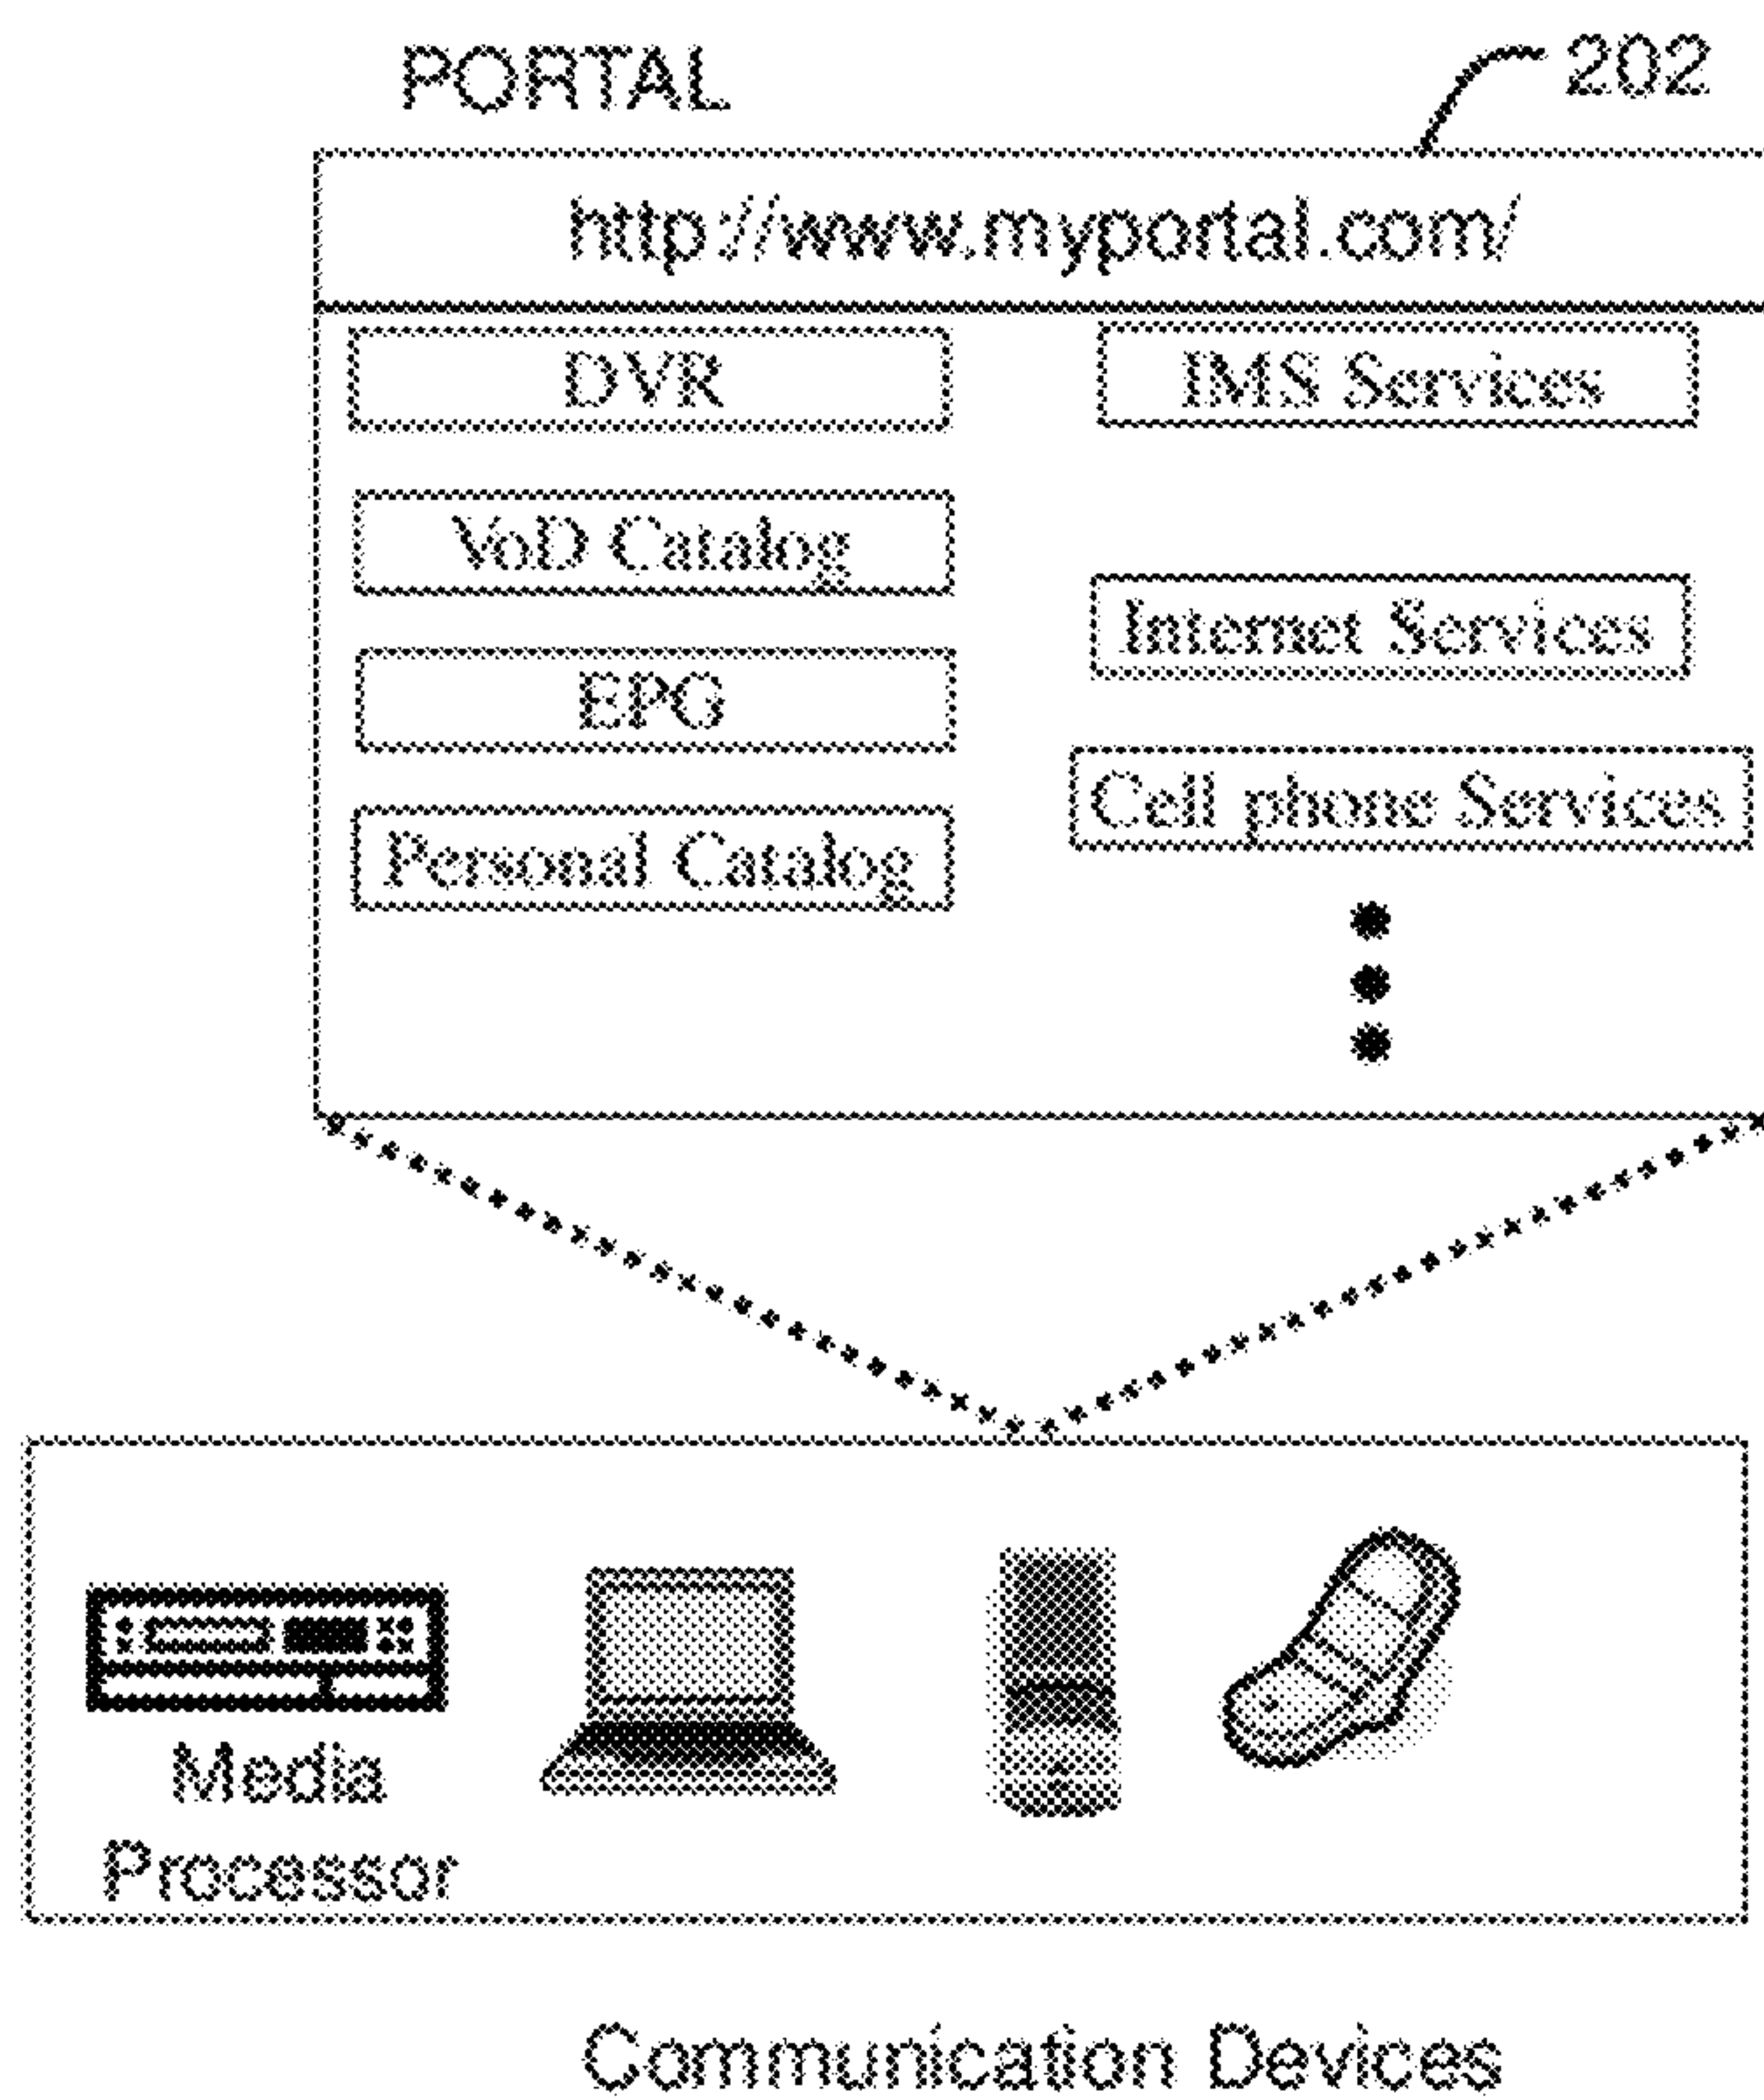 PORTAL
202
http://www.myportal.com/
DVR
IMS Services
VoD Catalog
Internet Services
EPG
Cell phone Services
Personal Catalog
Media
Processor
Communication Devices